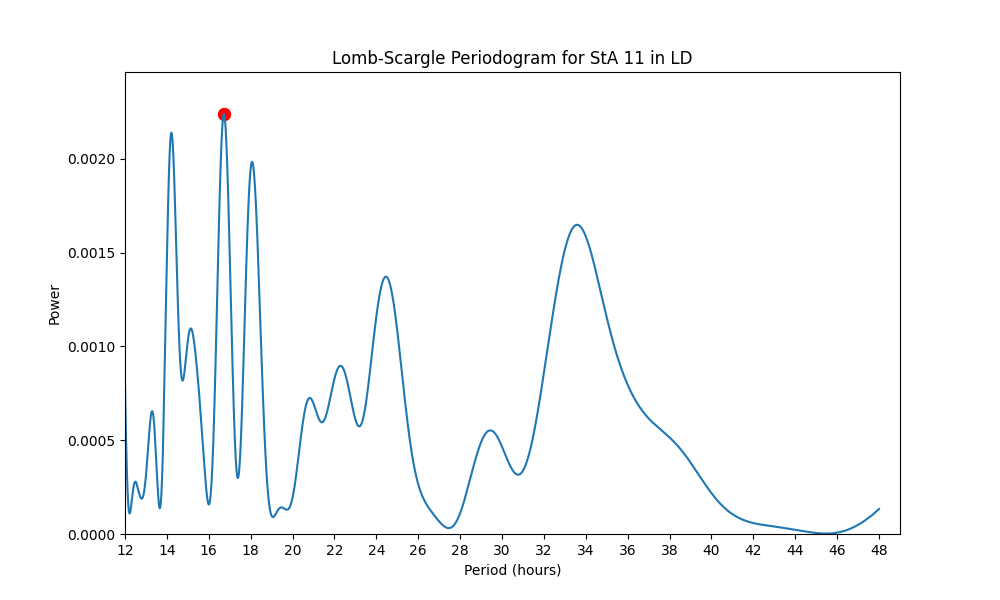 Lomb-Scargle Periodogram for StA 11 in LD
0.0020
0.0015
0.0010
0.0005
0.0000
Power
12 14 16 18 20 22 24 26 28 30 32 34 36 38 40 42 44 46 48
Period (hours)